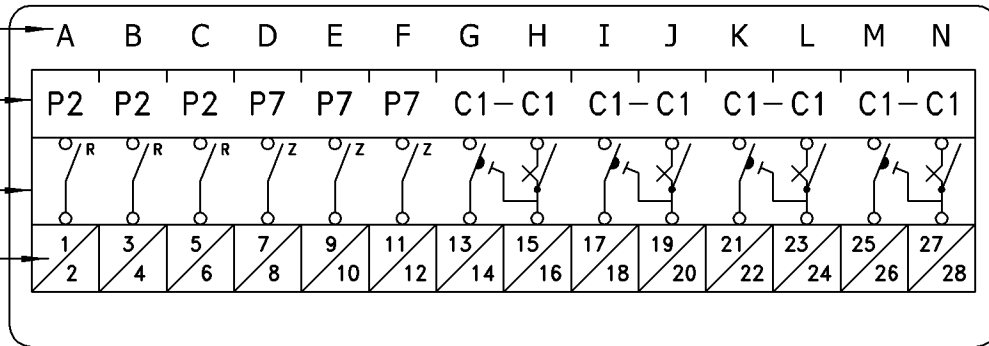 A B C D E F G H I J K L M N
P2 P2 P2 P7 P7 P7 C1-C1 C1-C1 C1-C1 C1-C1
R R R Z Z Z
1/2 3/4 5/6 7/8 9/10 11/12 13/14 15/16 17/18 19/20 21/22 23/24 25/26 27/28